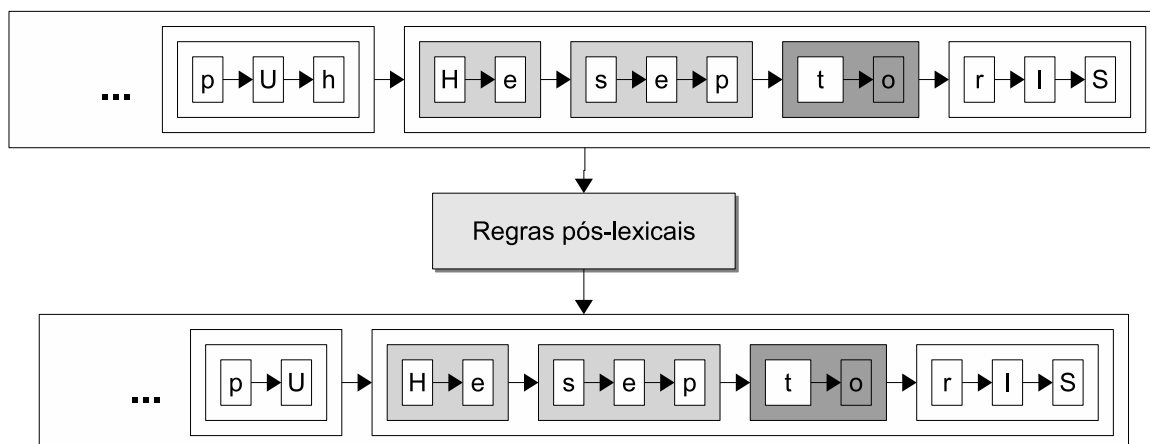 ... p U h H e s e p t o r I S
Regras pós-lexicais
... p U H e s e p t o r I S